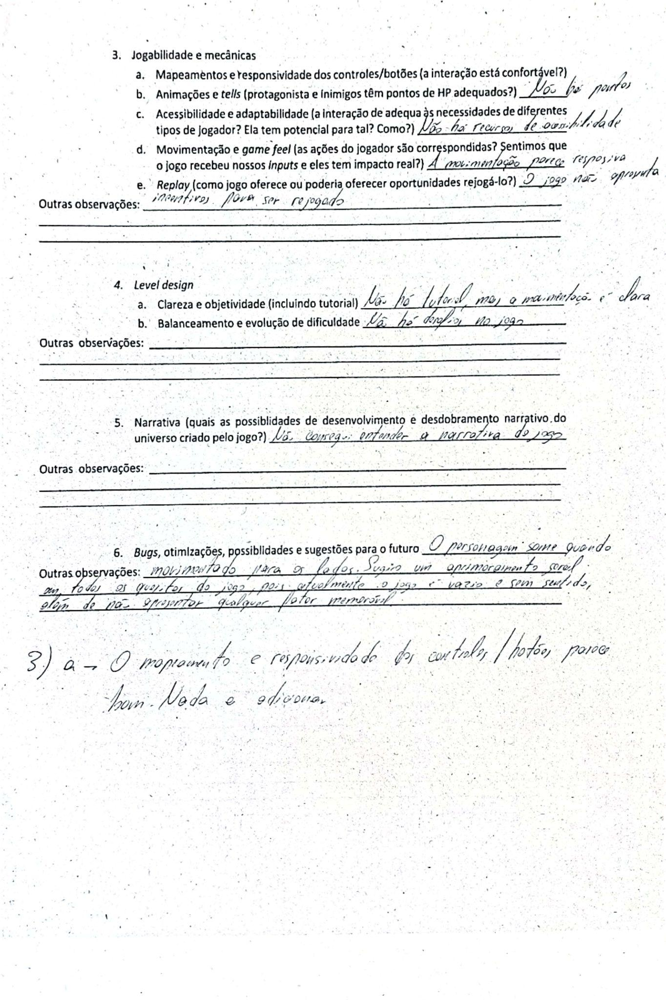 3. Jogabilidade e mecânicas
a. Mapeamentos e responsividade dos controles/botões (a interação está confortável?)
b. Animações e tells (protagonista e inimigos têm pontos de HP adequados?) Não há pontos
c. Acessibilidade e adaptabilidade (a interação de adequa às necessidades de diferentes
tipos de jogador? Ela tem potencial para tal? Como?) Não há recursos de acessibilidade
d. Movimentação e game feel (as ações do jogador são correspondidas? Sentimos que
o jogo recebeu nossos inputs e eles tem impacto real?) A movimentação parece resposiva
e. Replay (como jogo oferece ou poderia oferecer oportunidades rejogá-lo?) O jogo não apresenta
Outras observações: incentivos para ser rejogado
4. Level design
a. Clareza e objetividade (incluindo tutorial) Não há tutorial, mas a movimentação é clara
b. Balanceamento e evolução de dificuldade Não há desafios no jogo
Outras observações:
5. Narrativa (quais as possiblidades de desenvolvimento e desdobramento narrativo do
universo criado pelo jogo?) Não consegui entender a narrativa do jogo
Outras observações:
6. Bugs, otimizações, possiblidades e sugestões para o futuro O personagem some quando
Outras observações: movimentado para os lados. Sugiro um aprimoramento geral
em todos os quesitos do jogo, pois atualmente o jogo é vazio e sem sentido,
além de não apresentar qualquer fator memorável
3) a → O mapeamento e responsividade dos controles/botões parece
bom. Nada a adicionar